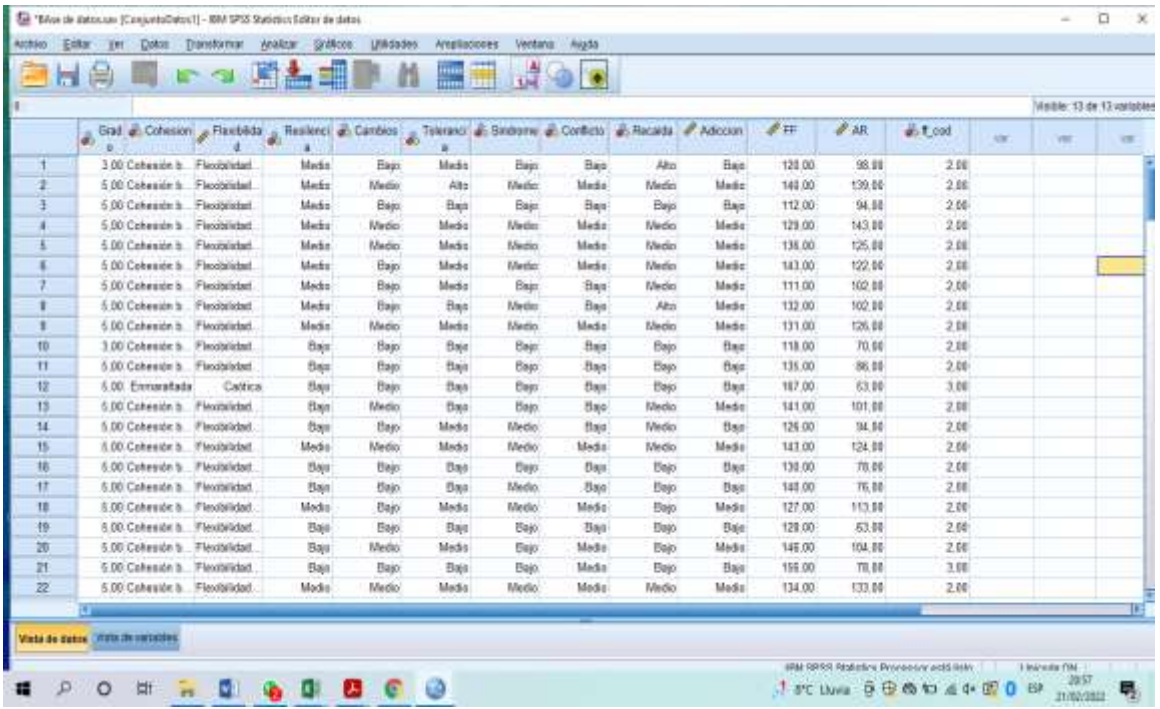 *BAse de datos.sav [ConjuntoDatos1] - IBM SPSS Statistics Editor de datos
Archivo Editar Ver Datos Transformar Analizar Gráficos Utilidades Ampliaciones Ventana Ayuda
Visible: 13 de 13 variables
Grado Cohesion Flexibilidad Resilencia Cambios Tolerancia Sindrome Conflicto Recaida Adiccion FF AR f_cod var var var
1 3,00 Cohesión b... Flexibilidad... Medio Bajo Medio Bajo Bajo Alto Bajo 120,00 98,00 2,00
2 5,00 Cohesión b... Flexibilidad... Medio Medio Alto Medio Medio Medio Medio 140,00 139,00 2,00
3 5,00 Cohesión b... Flexibilidad... Medio Bajo Bajo Bajo Bajo Medio Bajo 112,00 94,00 2,00
4 5,00 Cohesión b... Flexibilidad... Medio Medio Medio Medio Medio Medio Medio 129,00 143,00 2,00
5 5,00 Cohesión b... Flexibilidad... Medio Medio Medio Medio Medio Medio Medio 136,00 125,00 2,00
6 5,00 Cohesión b... Flexibilidad... Medio Bajo Medio Medio Medio Medio Medio 143,00 122,00 2,00
7 5,00 Cohesión b... Flexibilidad... Medio Bajo Medio Bajo Bajo Medio Medio 111,00 102,00 2,00
8 5,00 Cohesión b... Flexibilidad... Medio Bajo Bajo Medio Bajo Alto Medio 132,00 102,00 2,00
9 5,00 Cohesión b... Flexibilidad... Medio Medio Medio Medio Medio Medio Medio 131,00 126,00 2,00
10 3,00 Cohesión b... Flexibilidad... Bajo Bajo Bajo Bajo Bajo Bajo Bajo 118,00 70,00 2,00
11 5,00 Cohesión b... Flexibilidad... Bajo Bajo Bajo Bajo Bajo Bajo Bajo 135,00 86,00 2,00
12 5,00 Enmarañada Caótica Bajo Bajo Bajo Bajo Bajo Bajo Bajo 187,00 63,00 3,00
13 5,00 Cohesión b... Flexibilidad... Bajo Medio Bajo Bajo Bajo Medio Medio 141,00 101,00 2,00
14 5,00 Cohesión b... Flexibilidad... Bajo Bajo Medio Bajo Bajo Medio Bajo 126,00 94,00 2,00
15 5,00 Cohesión b... Flexibilidad... Medio Medio Medio Medio Medio Medio Medio 143,00 124,00 2,00
16 5,00 Cohesión b... Flexibilidad... Bajo Bajo Bajo Bajo Bajo Bajo Bajo 130,00 78,00 2,00
17 5,00 Cohesión b... Flexibilidad... Bajo Bajo Bajo Medio Bajo Bajo Bajo 140,00 76,00 2,00
18 5,00 Cohesión b... Flexibilidad... Medio Bajo Medio Medio Medio Bajo Medio 127,00 113,00 2,00
19 5,00 Cohesión b... Flexibilidad... Bajo Bajo Bajo Bajo Bajo Bajo Bajo 120,00 63,00 2,00
20 5,00 Cohesión b... Flexibilidad... Bajo Medio Medio Bajo Medio Bajo Medio 146,00 104,00 2,00
21 5,00 Cohesión b... Flexibilidad... Bajo Bajo Bajo Bajo Medio Bajo Bajo 156,00 78,00 3,00
22 5,00 Cohesión b... Flexibilidad... Medio Medio Medio Medio Medio Medio Medio 134,00 133,00 2,00
Vista de datos Vista de variables
IBM SPSS Statistics Processor está listo Unicode:ON
8°C Lluvia ESP 20:57
21/02/2022